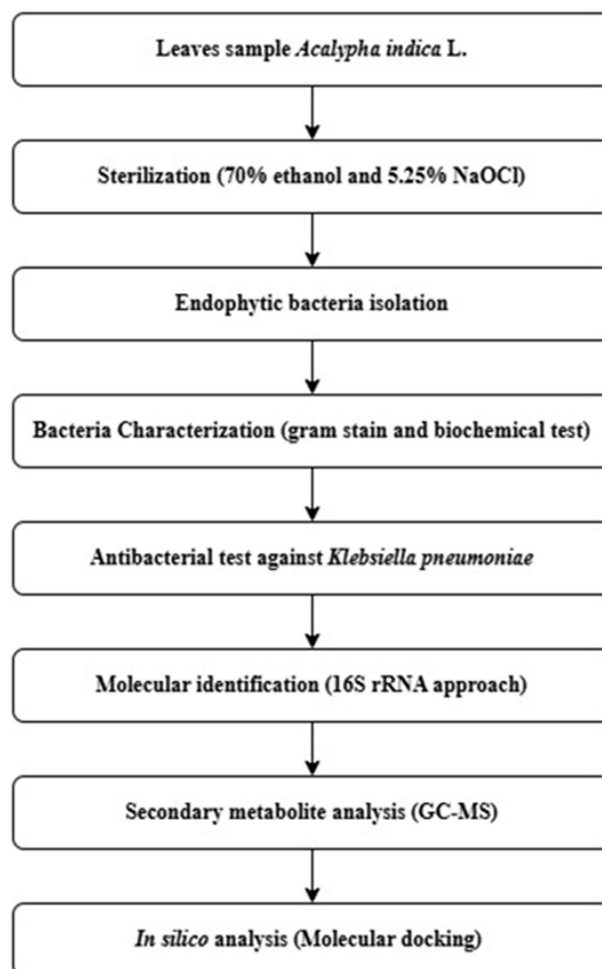 Leaves sample Acalypha indica L.
Sterilization (70% ethanol and 5.25% NaOCl)
Endophytic bacteria isolation
Bacteria Characterization (gram stain and biochemical test)
Antibacterial test against Klebsiella pneumoniae
Molecular identification (16S rRNA approach)
Secondary metabolite analysis (GC-MS)
In silico analysis (Molecular docking)